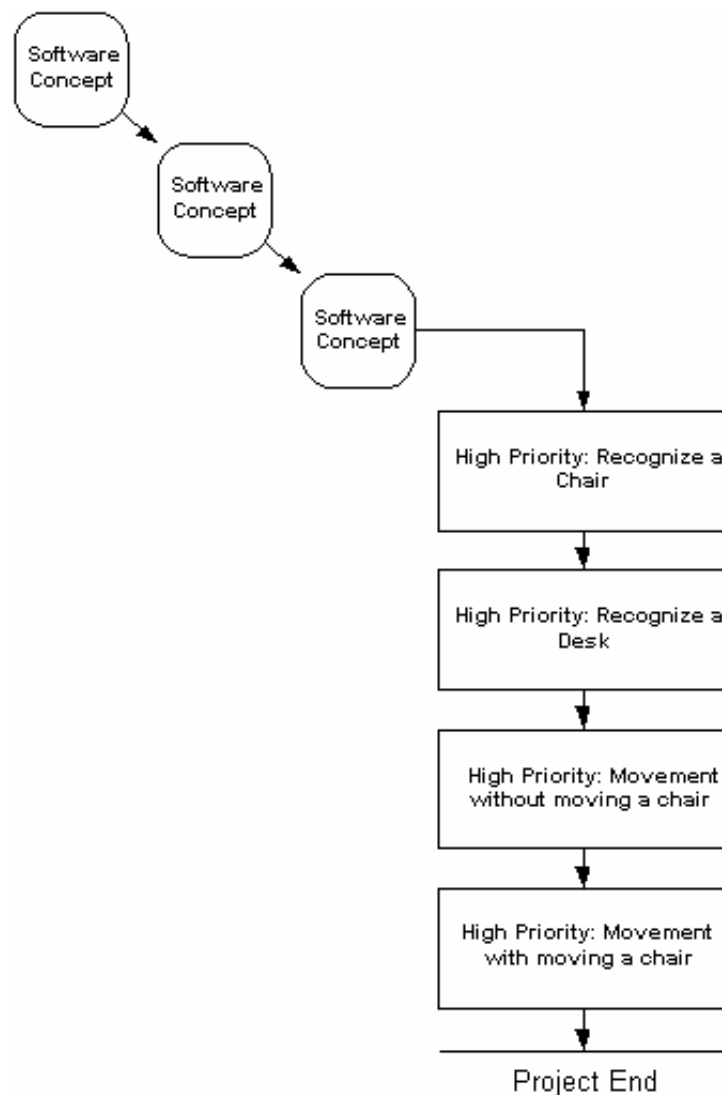 Software
Concept
Software
Concept
Software
Concept
High Priority: Recognize a
Chair
High Priority: Recognize a
Desk
High Priority: Movement
without moving a chair
High Priority: Movement
with moving a chair
Project End